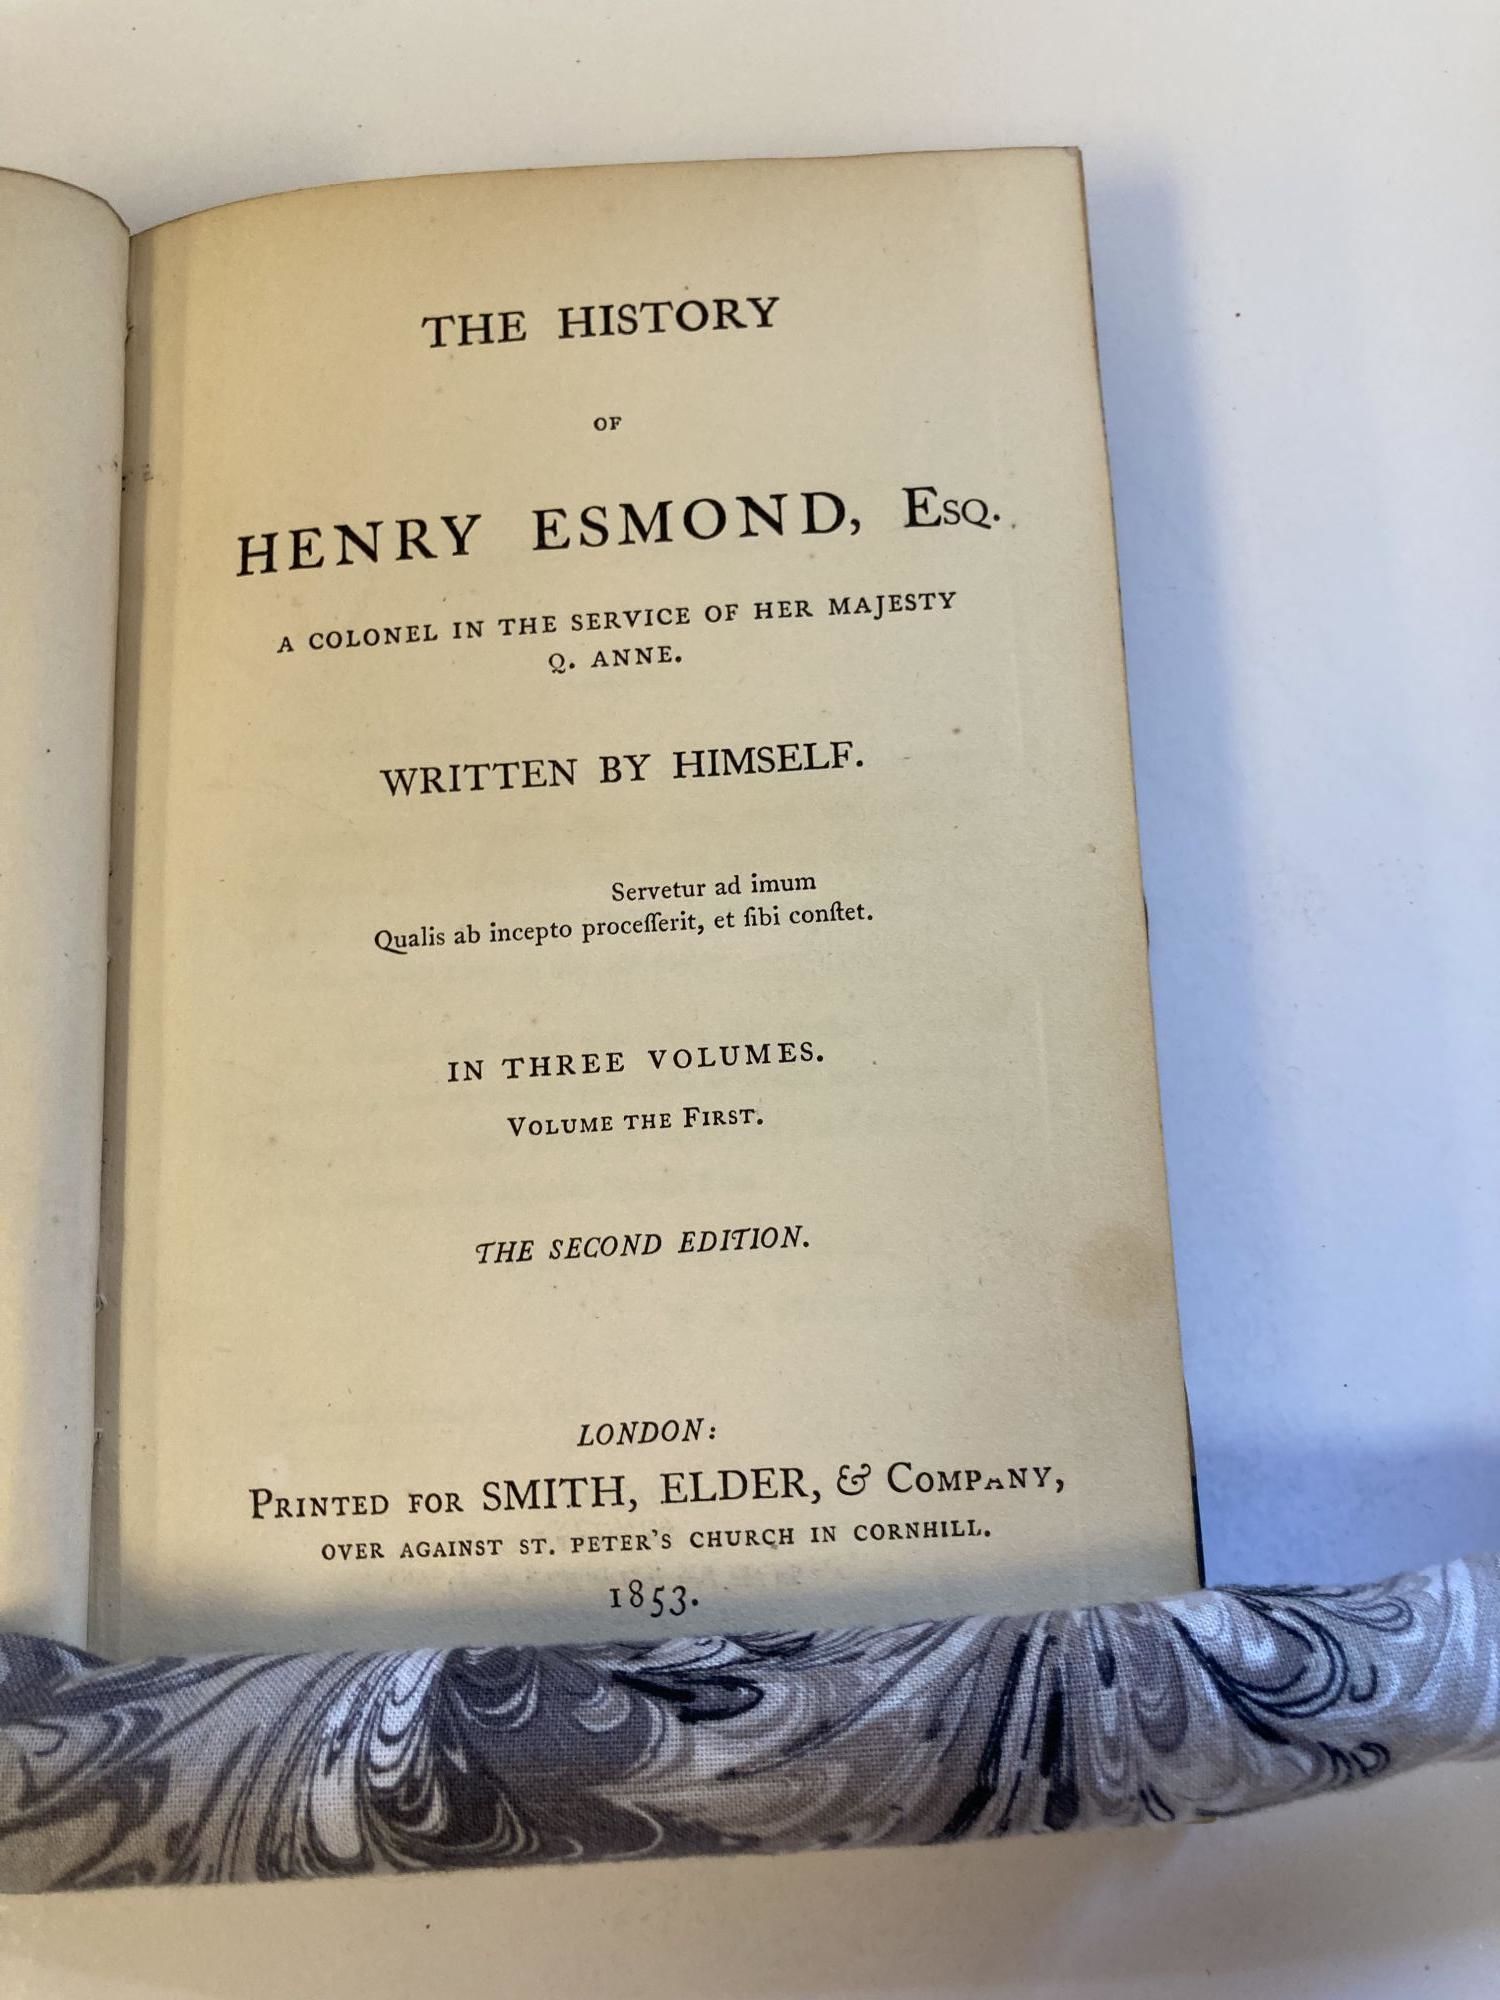 THE HISTORY
OF
HENRY ESMOND, ESQ.
A COLONEL IN THE SERVICE OF HER MAJESTY
Q. ANNE.
WRITTEN BY HIMSELF.
Servetur ad imum
Qualis ab incepto proceſſerit, et ſibi conſtet.
IN THREE VOLUMES.
VOLUME THE FIRST.
THE SECOND EDITION.
LONDON:
PRINTED FOR SMITH, ELDER, & COMPANY,
OVER AGAINST ST. PETER'S CHURCH IN CORNHILL.
1853.